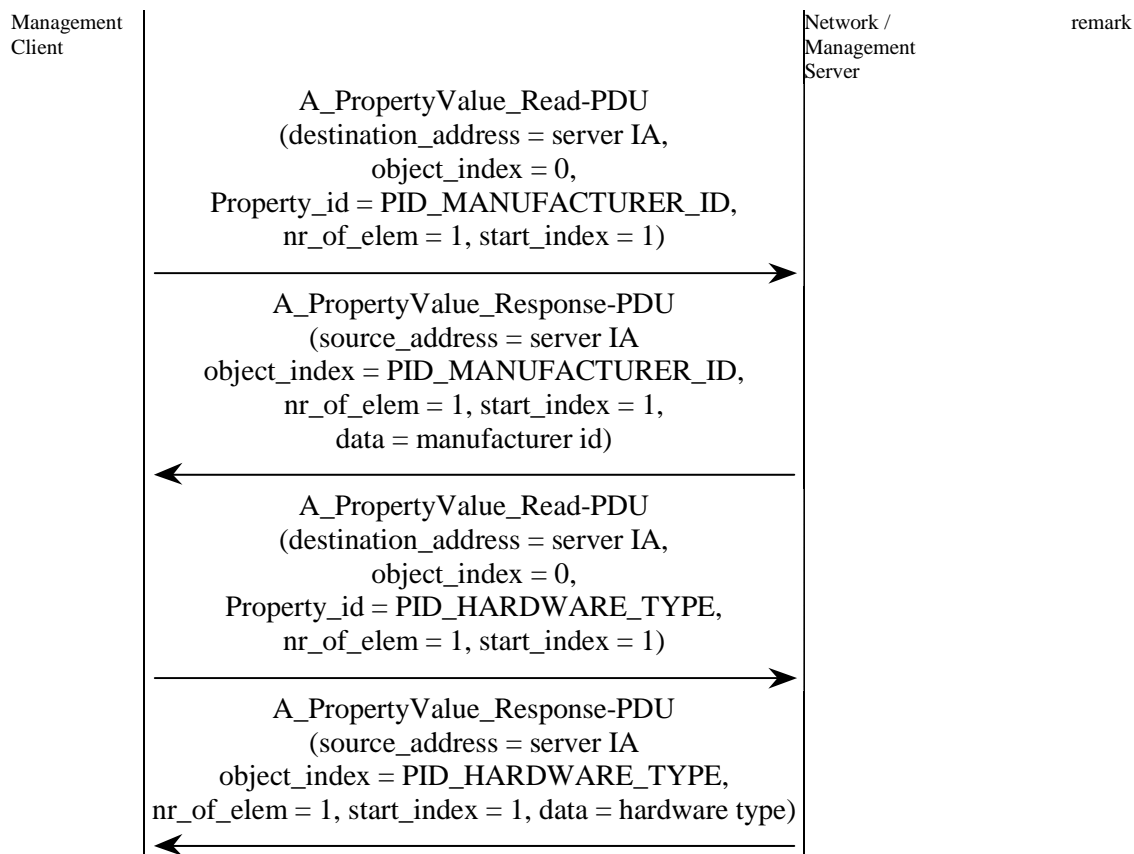 Management
Client
Network /
Management
Server
remark
A_PropertyValue_Read-PDU
(destination_address = server IA,
object_index = 0,
Property_id = PID_MANUFACTURER_ID,
nr_of_elem = 1, start_index = 1)
A_PropertyValue_Response-PDU
(source_address = server IA
object_index = PID_MANUFACTURER_ID,
nr_of_elem = 1, start_index = 1,
data = manufacturer id)
A_PropertyValue_Read-PDU
(destination_address = server IA,
object_index = 0,
Property_id = PID_HARDWARE_TYPE,
nr_of_elem = 1, start_index = 1)
A_PropertyValue_Response-PDU
(source_address = server IA
object_index = PID_HARDWARE_TYPE,
nr_of_elem = 1, start_index = 1, data = hardware type)